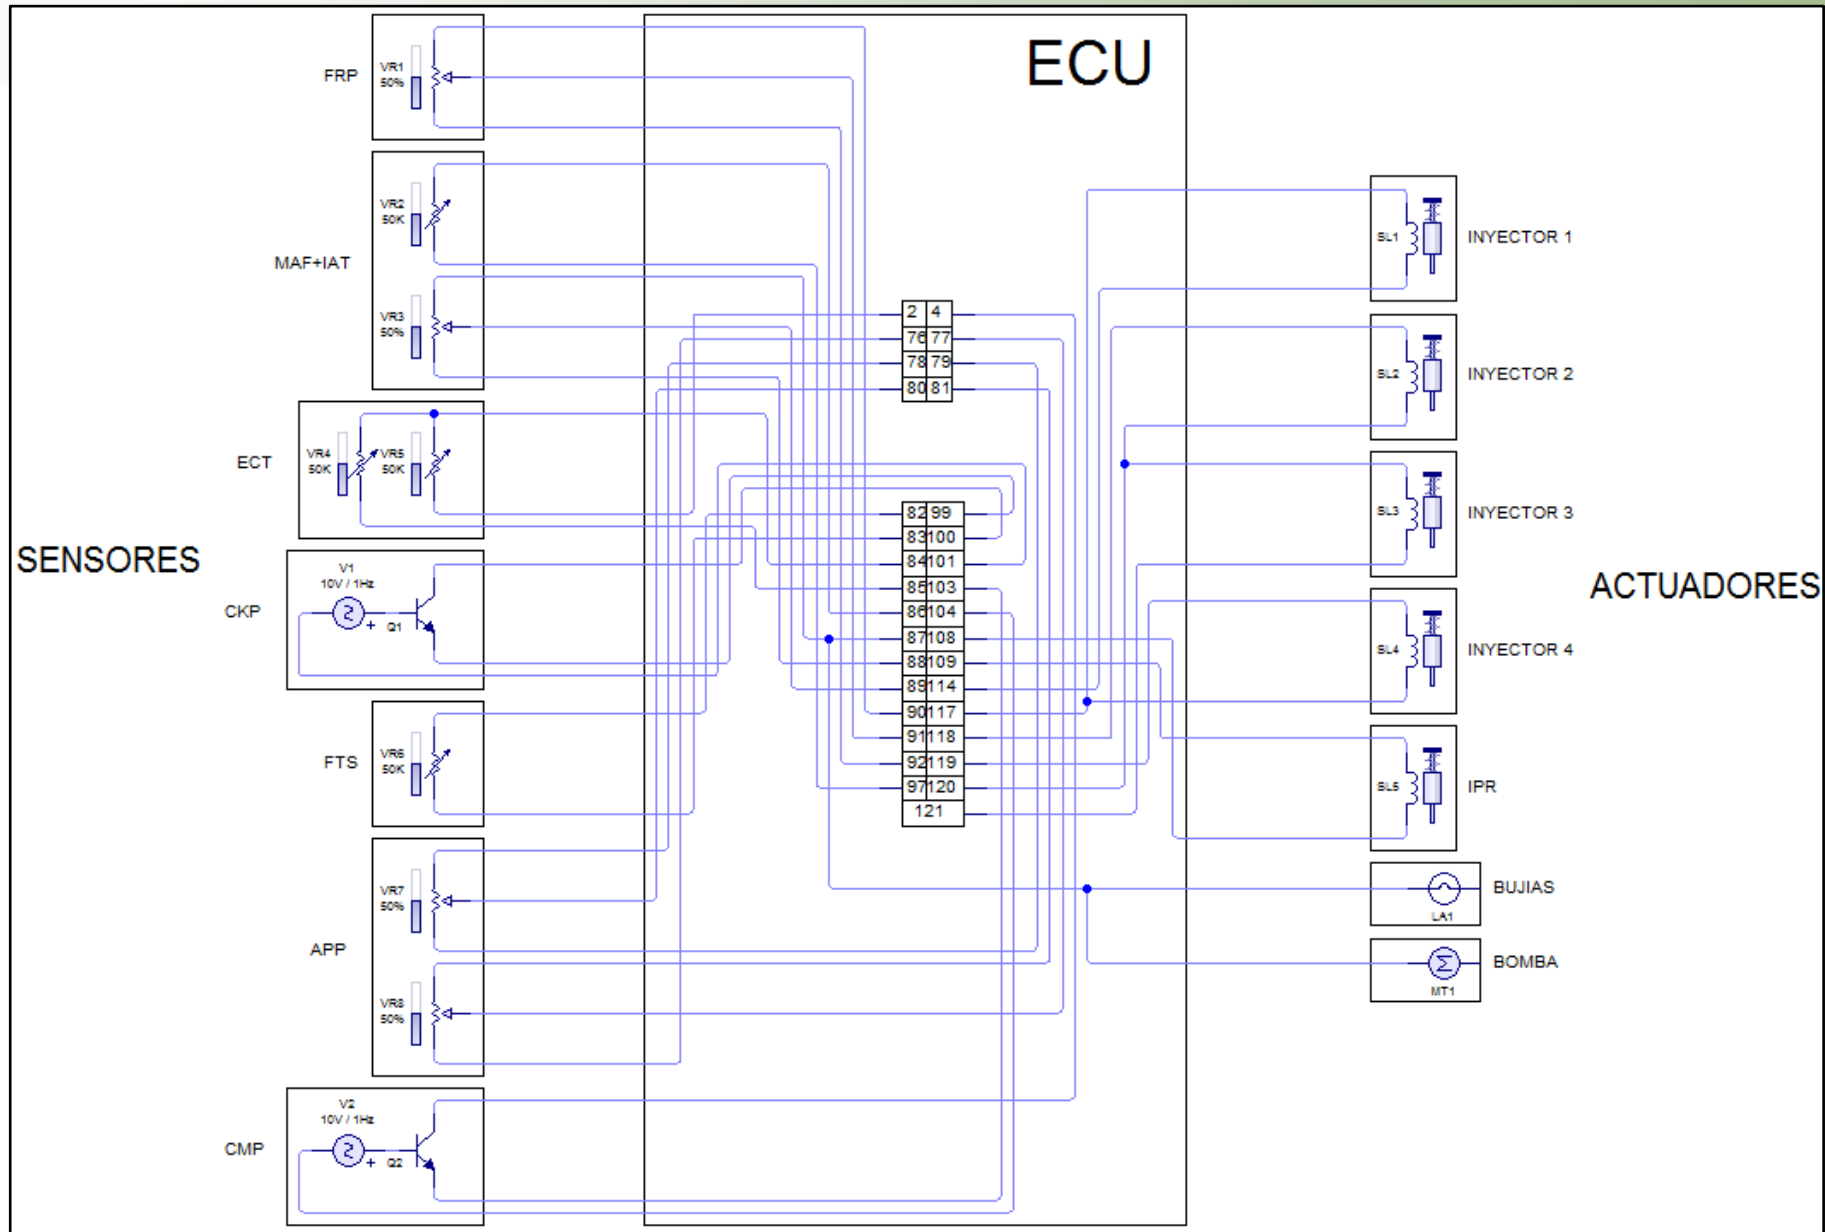 ECU
SENSORES
ACTUADORES
FRP
VR1
50%
MAF+IAT
VR2
50K
VR3
50%
ECT
VR4
50K
VR5
50K
CKP
V1
10V / 1Hz
Q1
FTS
VR6
50K
APP
VR7
50%
VR8
50%
CMP
V2
10V / 1Hz
Q2
2 4
76 77
78 79
80 81
82 99
83 100
84 101
85 103
86 104
87 108
88 109
89 114
90 117
91 118
92 119
97 120
121
SL1
INYECTOR 1
SL2
INYECTOR 2
SL3
INYECTOR 3
SL4
INYECTOR 4
SL5
IPR
BUJIAS
LA1
BOMBA
MT1